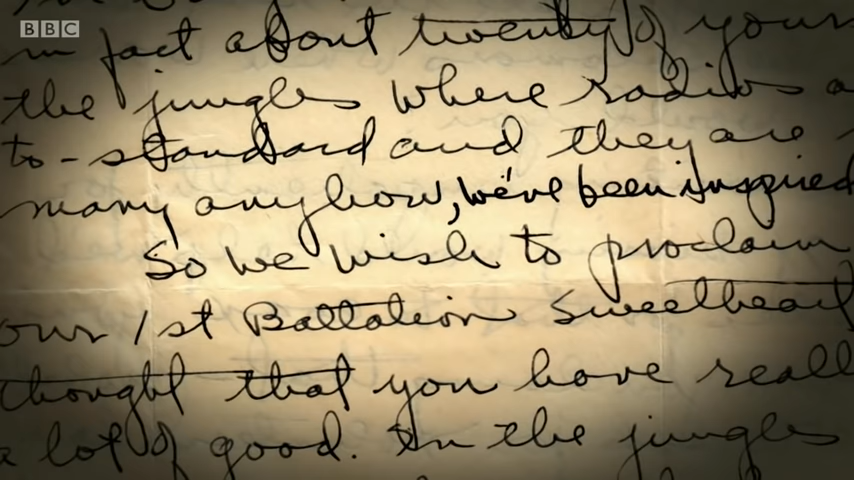 BBC
in fact about twenty of yours
the jungles where radios a
to-standard and they are
many anyhow, we've been inspired
So we wish to proclaim
our 1st Battalion Sweetheart
thought that you have reall
a lot of good. In the jungles